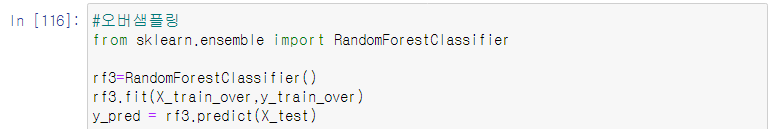 In [116]: #오버샘플링
from sklearn.ensemble import RandomForestClassifier
rf3=RandomForestClassifier()
rf3.fit(X_train_over,y_train_over)
y_pred = rf3.predict(X_test)